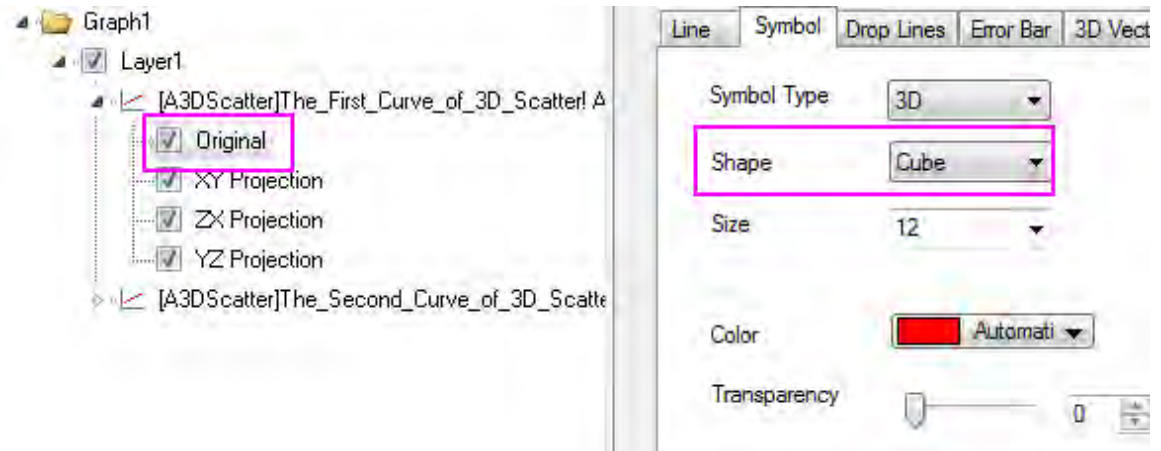 Graph1
Layer1
[A3DScatter]The_First_Curve_of_3D_Scatter! A
Original
XY Projection
ZX Projection
YZ Projection
[A3DScatter]The_Second_Curve_of_3D_Scatte
Line Symbol Drop Lines Error Bar 3D Vect
Symbol Type 3D
Shape Cube
Size 12
Color Automati
Transparency 0